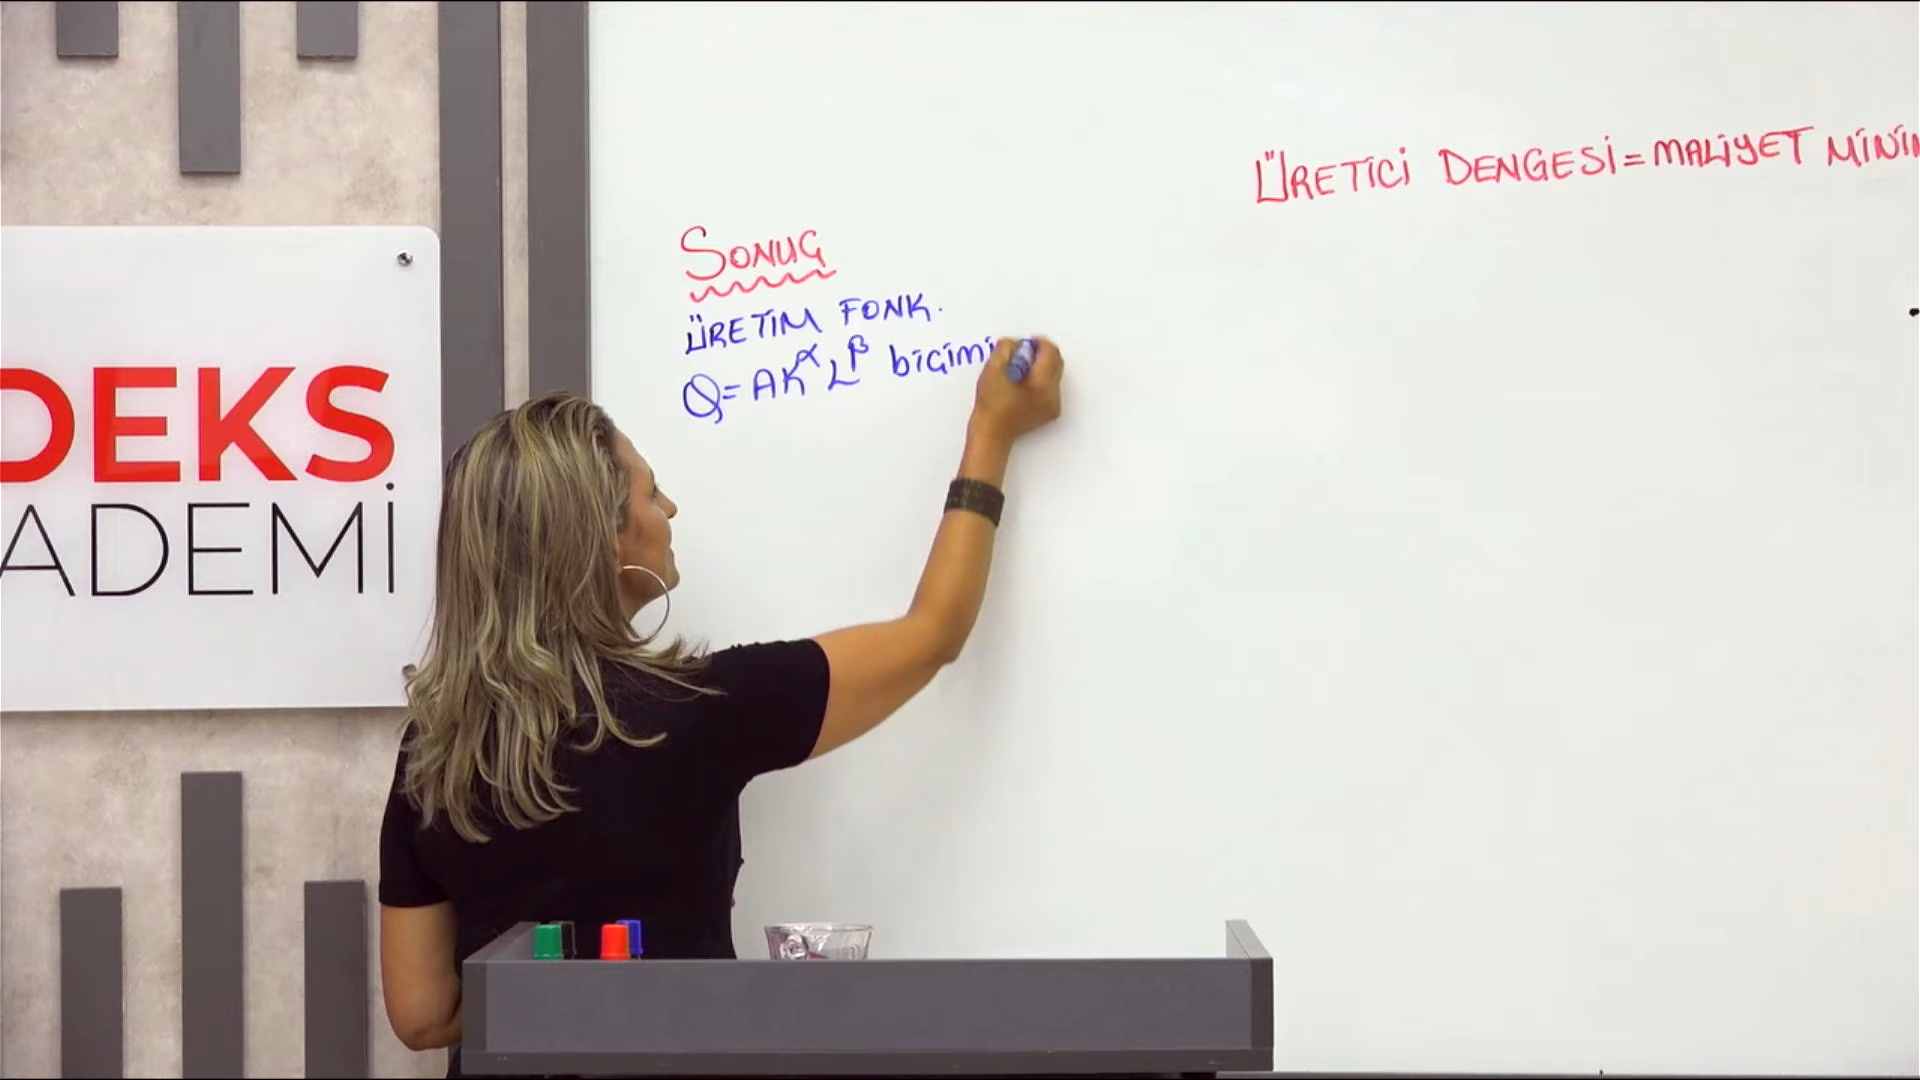 DEKS
ADEMİ
SONUÇ
ÜRETİM FONK.
Q=AK^α L^β biçimi
ÜRETİCİ DENGESİ=MALİYET MİNİ